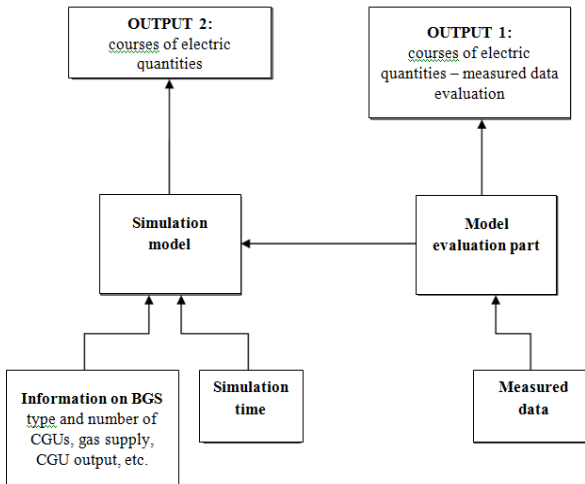 OUTPUT 2:
courses of electric
quantities
OUTPUT 1:
courses of electric
quantities – measured data
evaluation
Simulation
model
Model
evaluation part
Information on BGS
type and number of
CGUs, gas supply,
CGU output, etc.
Simulation
time
Measured
data